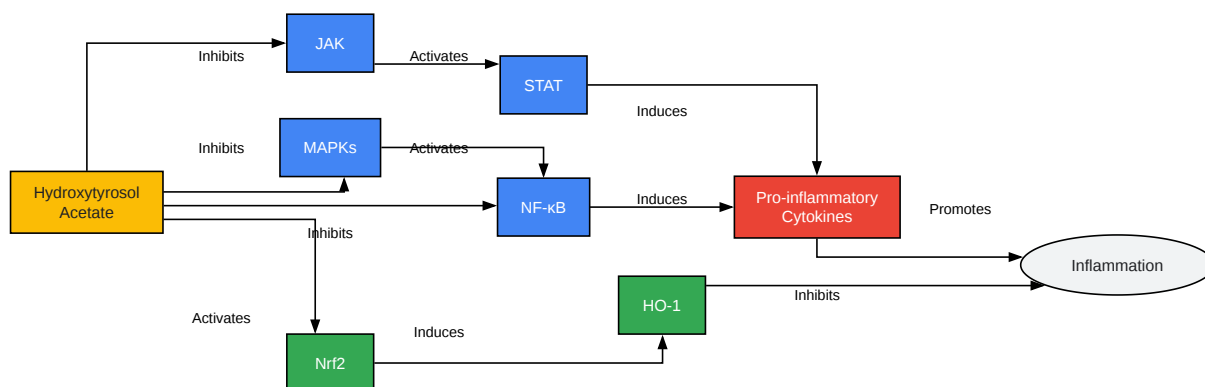 JAK
Inhibits
Activates
STAT
Induces
MAPKs
Inhibits
Activates
Hydroxytyrosol
Acetate
NF-κB
Induces
Pro-inflammatory
Cytokines
Promotes
Inhibits
Inflammation
HO-1
Inhibits
Activates
Induces
Nrf2